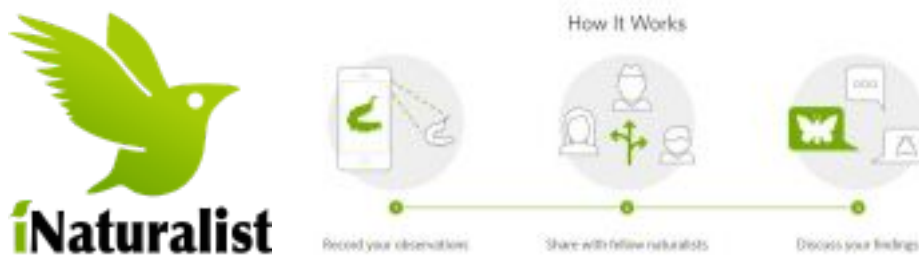 iNaturalist
How It Works
Record your observations
Share with fellow naturalists
Discuss your findings